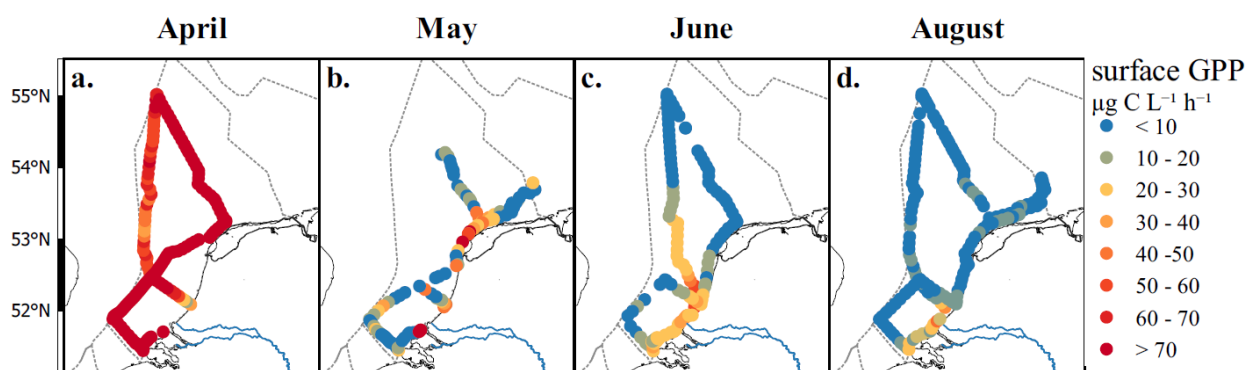 April May June August
a. b. c. d.
55°N
54°N
53°N
52°N
surface GPP
µg C L⁻¹ h⁻¹
< 10
10 - 20
20 - 30
30 - 40
40 -50
50 - 60
60 - 70
> 70